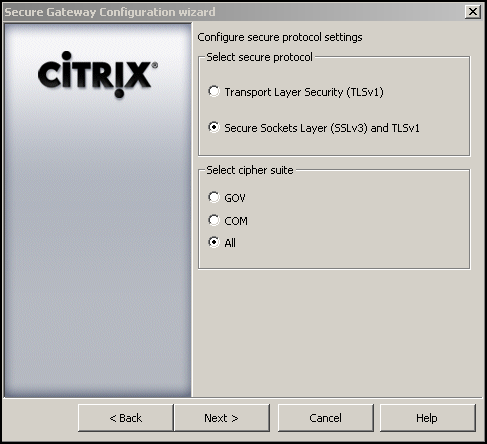 Secure Gateway Configuration wizard
CiTRIX®
Configure secure protocol settings
Select secure protocol
Transport Layer Security (TLSv1)
Secure Sockets Layer (SSLv3) and TLSv1
Select cipher suite
GOV
COM
All
< Back
Next >
Cancel
Help